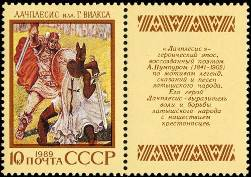 ЛАЧПЛЕСИС ИЛЛ. Г. ВИЛКСА
1989
10 ПОЧТА СССР
«Лачплесис»-
героический эпос,
воссозданный поэтом
А. Пумпуром (1841-1902)
по мотивам легенд,
сказаний и песен
латышского народа.
Его герой
Лачплесис-выразитель
воли и борьбы
латышского народа
с нашествием
крестоносцев.